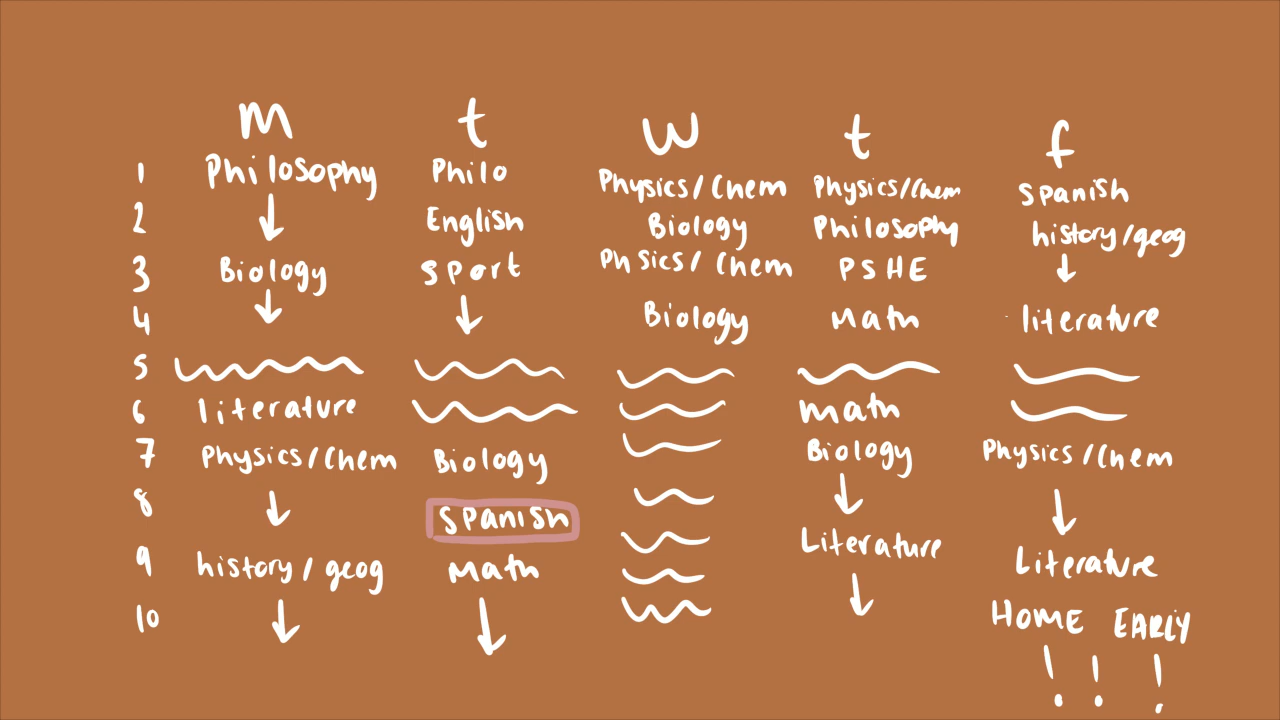 m t w t f
1 Philosophy Philo Physics/Chem Physics/Chem Spanish
2 English Biology Philosophy history/geog
3 Biology Sport Phsics/Chem PSHE
4 Biology Math literature
5
6 literature math
7 Physics/Chem Biology Biology Physics/Chem
8 Spanish
9 history/geog Math Literature Literature
10 HOME EARLY
! ! !